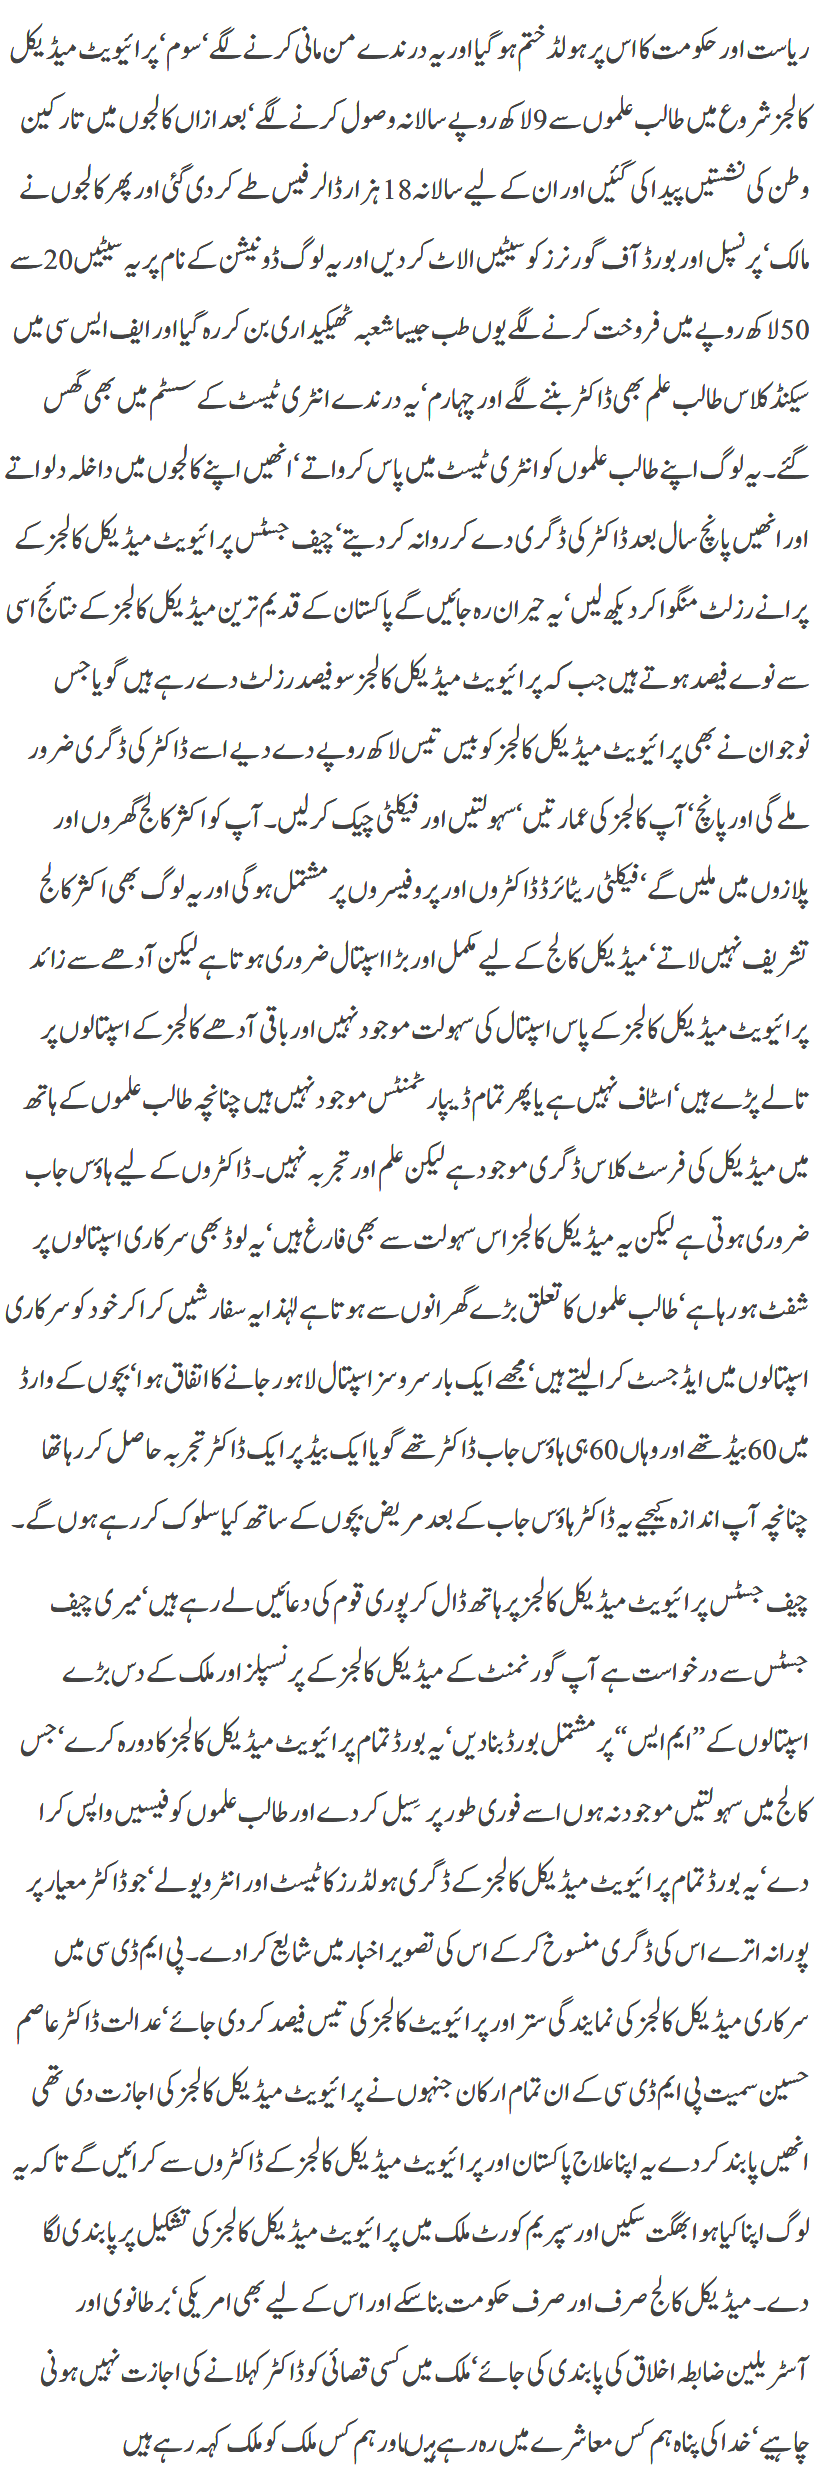 ریاست اور حکومت کا اس پر ہولڈ ختم ہو گیا اور یہ درندے من مانی کرنے لگے‘ سوم‘ پرائیویٹ میڈیکل
کالجز شروع میں طالب علموں سے 9 لاکھ روپے سالانہ وصول کرنے لگے‘ بعد ازاں کالجوں میں تارکین
وطن کی نشستیں پیدا کی گئیں اور ان کے لیے سالانہ 18 ہزار ڈالر فیس طے کر دی گئی اور پھر کالجوں نے
مالک‘ پرنسپل اور بورڈ آف گورنرز کو سیٹیں الاٹ کر دیں اور یہ لوگ ڈونیشن کے نام پر یہ سیٹیں 20 سے
50 لاکھ روپے میں فروخت کرنے لگے یوں طب جیسا شعبہ ٹھیکیداری بن کر رہ گیا اور ایف ایس سی میں
سیکنڈ کلاس طالب علم بھی ڈاکٹر بننے لگے اور چہارم‘ یہ درندے انٹری ٹیسٹ کے سسٹم میں بھی گھس
گئے۔ یہ لوگ اپنے طالب علموں کو انٹری ٹیسٹ میں پاس کرواتے‘ انھیں اپنے کالجوں میں داخلہ دلواتے
اور انھیں پانچ سال بعد ڈاکٹر کی ڈگری دے کر روانہ کر دیتے‘ چیف جسٹس پرائیویٹ میڈیکل کالجز کے
پرانے رزلٹ منگوا کر دیکھ لیں‘ یہ حیران رہ جائیں گے پاکستان کے قدیم ترین میڈیکل کالجز کے نتائج اسی
سے نوے فیصد ہوتے ہیں جب کہ پرائیویٹ میڈیکل کالجز سو فیصد رزلٹ دے رہے ہیں گویا جس
نوجوان نے بھی پرائیویٹ میڈیکل کالجز کو بیس تیس لاکھ روپے دے دیے اسے ڈاکٹر کی ڈگری ضرور
ملے گی اور پانچ‘ آپ کالجز کی عمارتیں‘ سہولتیں اور فیکلٹی چیک کر لیں۔ آپ کو اکثر کالج گھروں اور
پلازوں میں ملیں گے‘ فیکلٹی ریٹائرڈ ڈاکٹروں اور پروفیسروں پر مشتمل ہو گی اور یہ لوگ بھی اکثر کالج
تشریف نہیں لاتے‘ میڈیکل کالج کے لیے مکمل اور بڑا اسپتال ضروری ہوتا ہے لیکن آدھے سے زائد
پرائیویٹ میڈیکل کالجز کے پاس اسپتال کی سہولت موجود نہیں اور باقی آدھے کالجز کے اسپتالوں پر
تالے پڑے ہیں‘ اسٹاف نہیں ہے یا پھر تمام ڈیپارٹمنٹس موجود نہیں ہیں چنانچہ طالب علموں کے ہاتھ
میں میڈیکل کی فرسٹ کلاس ڈگری موجود ہے لیکن علم اور تجربہ نہیں۔ ڈاکٹروں کے لیے ہاؤس جاب
ضروری ہوتی ہے لیکن یہ میڈیکل کالجز اس سہولت سے بھی فارغ ہیں‘ یہ لوڈ بھی سرکاری اسپتالوں پر
شفٹ ہو رہا ہے‘ طالب علموں کا تعلق بڑے گھرانوں سے ہوتا ہے لہٰذا یہ سفارشیں کرا کر خود کو سرکاری
اسپتالوں میں ایڈجسٹ کرا لیتے ہیں‘ مجھے ایک بار سروسز اسپتال لاہور جانے کا اتفاق ہوا‘ بچوں کے وارڈ
میں 60 بیڈ تھے اور وہاں 60 ہی ہاؤس جاب ڈاکٹر تھے گویا ایک بیڈ پر ایک ڈاکٹر تجربہ حاصل کر رہا تھا
چنانچہ آپ اندازہ کیجیے یہ ڈاکٹر ہاؤس جاب کے بعد مریض بچوں کے ساتھ کیا سلوک کر رہے ہوں گے۔
چیف جسٹس پرائیویٹ میڈیکل کالجز پر ہاتھ ڈال کر پوری قوم کی دعائیں لے رہے ہیں‘ میری چیف
جسٹس سے درخواست ہے آپ گورنمنٹ کے میڈیکل کالجز کے پرنسپلز اور ملک کے دس بڑے
اسپتالوں کے ”ایم ایس“ پر مشتمل بورڈ بنا دیں‘ یہ بورڈ تمام پرائیویٹ میڈیکل کالجز کا دورہ کرے‘ جس
کالج میں سہولتیں موجود نہ ہوں اسے فوری طور پر سِیل کر دے اور طالب علموں کو فیسیں واپس کرا
دے‘ یہ بورڈ تمام پرائیویٹ میڈیکل کالجز کے ڈگری ہولڈرز کا ٹیسٹ اور انٹرویو لے‘ جو ڈاکٹر معیار پر
پورا نہ اترے اس کی ڈگری منسوخ کر کے اس کی تصویر اخبار میں شایع کرا دے۔ پی ایم ڈی سی میں
سرکاری میڈیکل کالجز کی نمایندگی ستر اور پرائیویٹ کالجز کی تیس فیصد کر دی جائے‘ عدالت ڈاکٹر عاصم
حسین سمیت پی ایم ڈی سی کے ان تمام ارکان جنہوں نے پرائیویٹ میڈیکل کالجز کی اجازت دی تھی
انھیں پابند کر دے یہ اپنا علاج پاکستان اور پرائیویٹ میڈیکل کالجز کے ڈاکٹروں سے کرائیں گے تاکہ یہ
لوگ اپنا کیا ہوا بھگت سکیں اور سپریم کورٹ ملک میں پرائیویٹ میڈیکل کالجز کی تشکیل پر پابندی لگا
دے۔ میڈیکل کالج صرف اور صرف حکومت بنا سکے اور اس کے لیے بھی امریکی‘ برطانوی اور
آسٹریلین ضابطہ اخلاق کی پابندی کی جائے‘ ملک میں کسی قصائی کو ڈاکٹر کہلانے کی اجازت نہیں ہونی
چاہیے‘ خدا کی پناہ ہم کس معاشرے میں رہ رہے ہیں اور ہم کس ملک کو ملک کہہ رہے ہیں